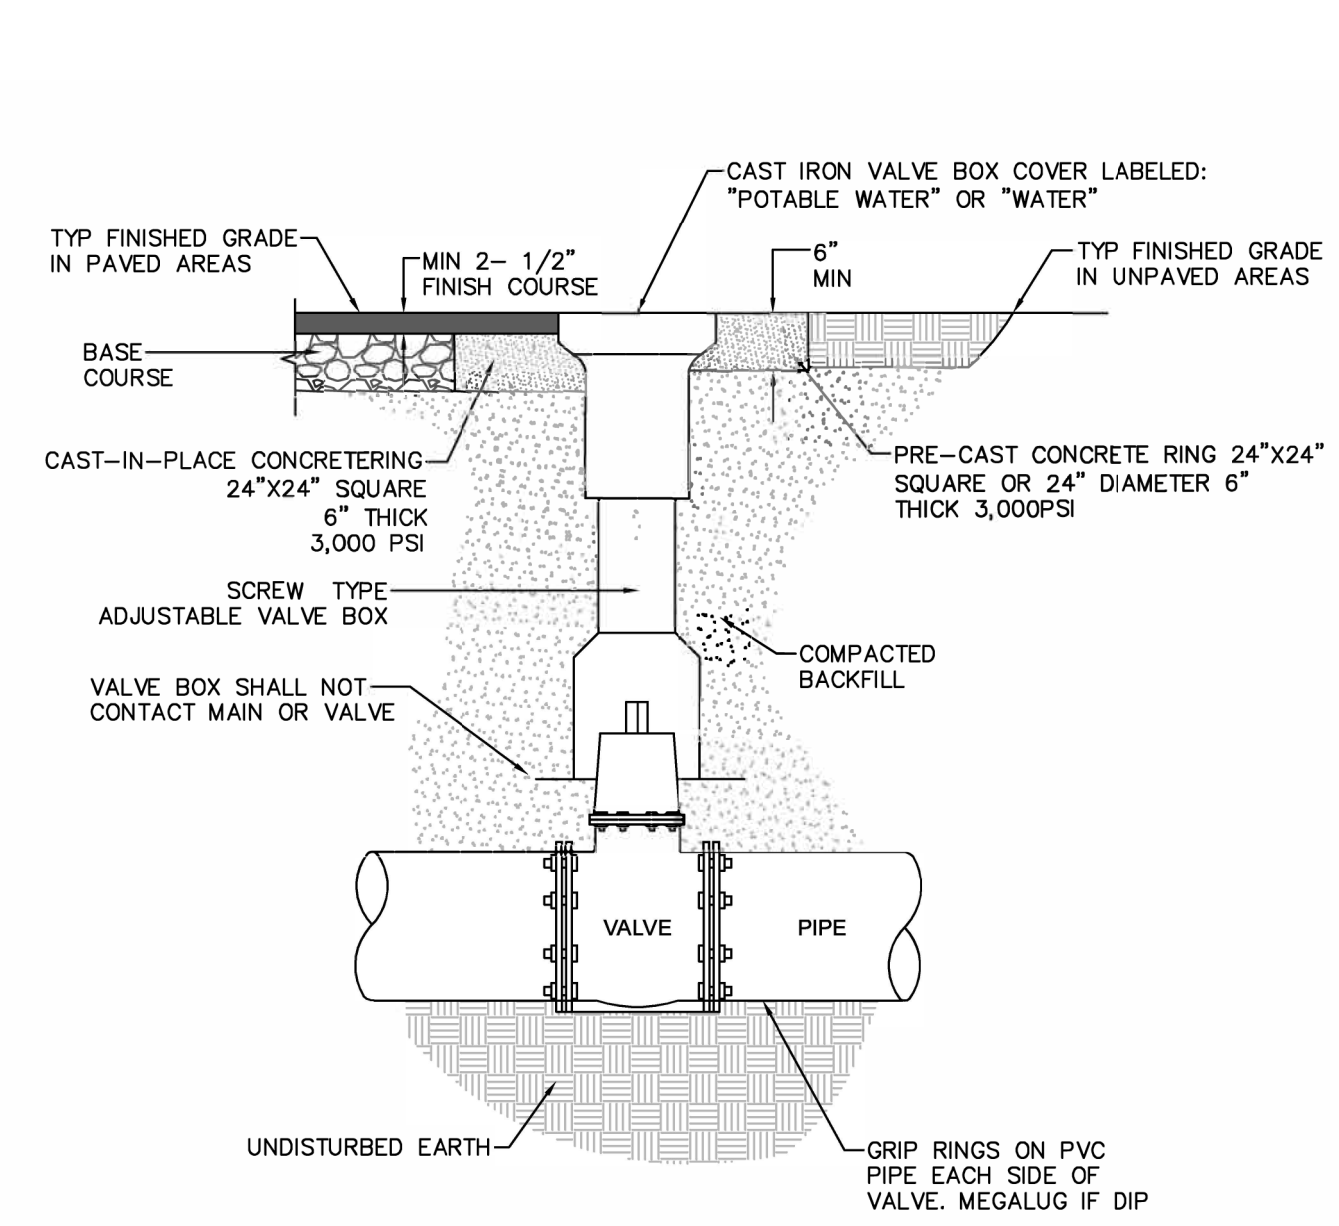 CAST IRON VALVE BOX COVER LABELED:
"POTABLE WATER" OR "WATER"
TYP FINISHED GRADE
IN PAVED AREAS
MIN 2- 1/2"
FINISH COURSE
6"
MIN
TYP FINISHED GRADE
IN UNPAVED AREAS
BASE
COURSE
CAST-IN-PLACE CONCRETERING
24"X24" SQUARE
6" THICK
3,000 PSI
PRE-CAST CONCRETE RING 24"X24"
SQUARE OR 24" DIAMETER 6"
THICK 3,000PSI
SCREW TYPE
ADJUSTABLE VALVE BOX
COMPACTED
BACKFILL
VALVE BOX SHALL NOT
CONTACT MAIN OR VALVE
VALVE
PIPE
UNDISTURBED EARTH
GRIP RINGS ON PVC
PIPE EACH SIDE OF
VALVE. MEGALUG IF DIP